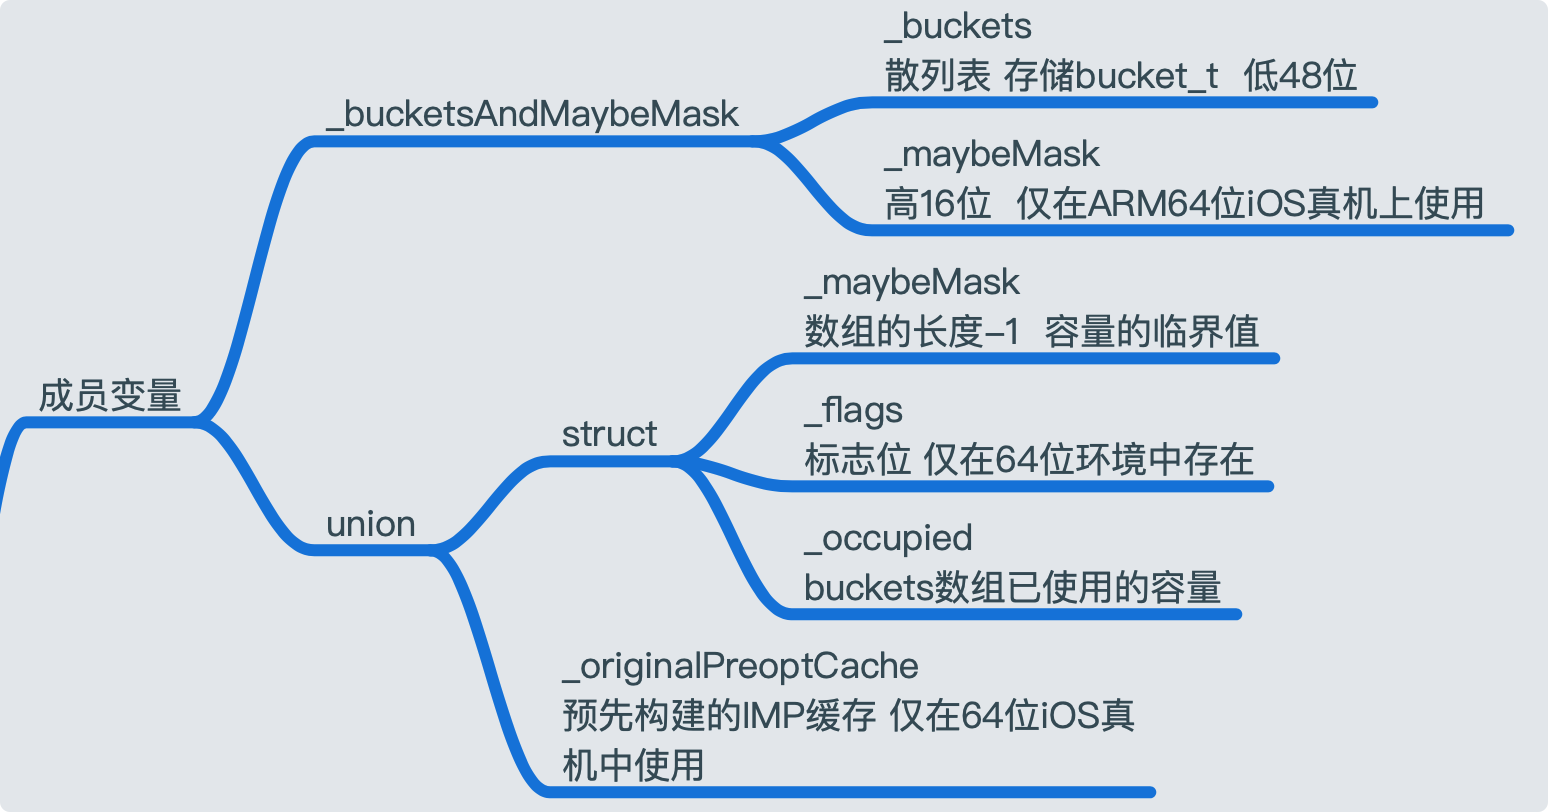 _buckets
散列表 存储bucket_t 低48位
_bucketsAndMaybeMask
_maybeMask
高16位 仅在ARM64位iOS真机上使用
_maybeMask
数组的长度-1 容量的临界值
成员变量
_flags
标志位 仅在64位环境中存在
struct
union
_occupied
buckets数组已使用的容量
_originalPreoptCache
预先构建的IMP缓存 仅在64位iOS真
机中使用